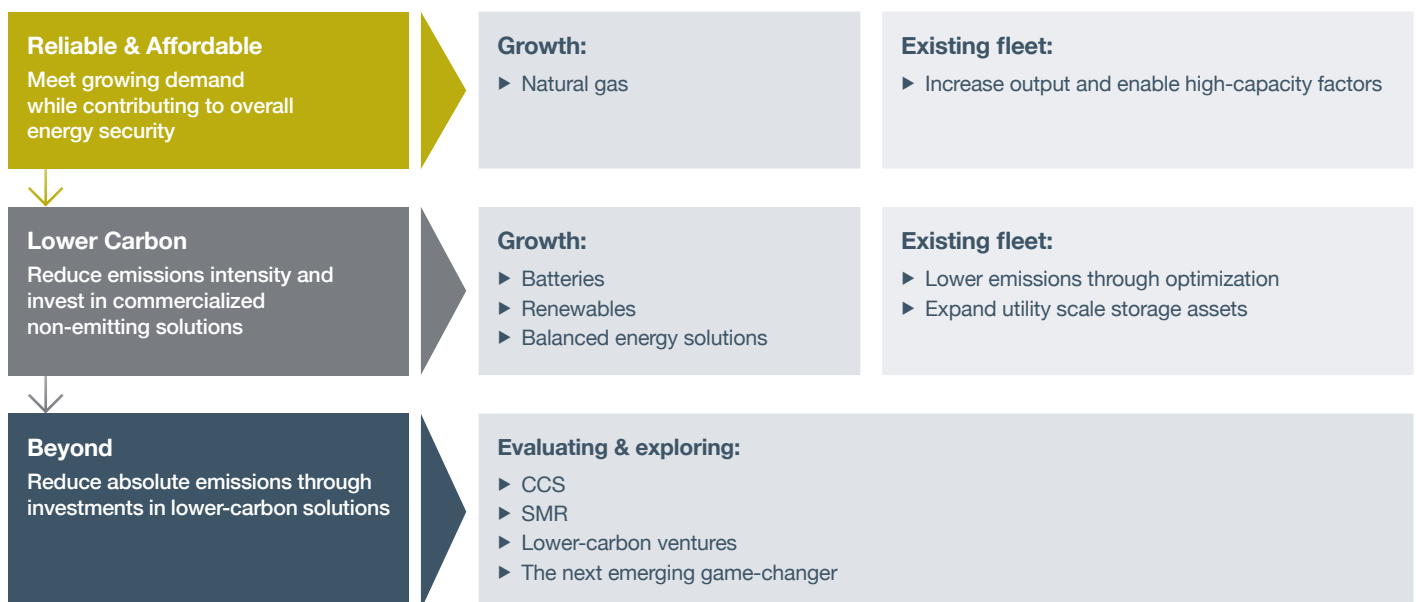 Reliable & Affordable
Meet growing demand
while contributing to overall
energy security
Growth:
Natural gas
Existing fleet:
Increase output and enable high-capacity factors
Lower Carbon
Reduce emissions intensity and
invest in commercialized
non-emitting solutions
Growth:
Batteries
Renewables
Balanced energy solutions
Existing fleet:
Lower emissions through optimization
Expand utility scale storage assets
Beyond
Reduce absolute emissions through
investments in lower-carbon solutions
Evaluating & exploring:
CCS
SMR
Lower-carbon ventures
The next emerging game-changer